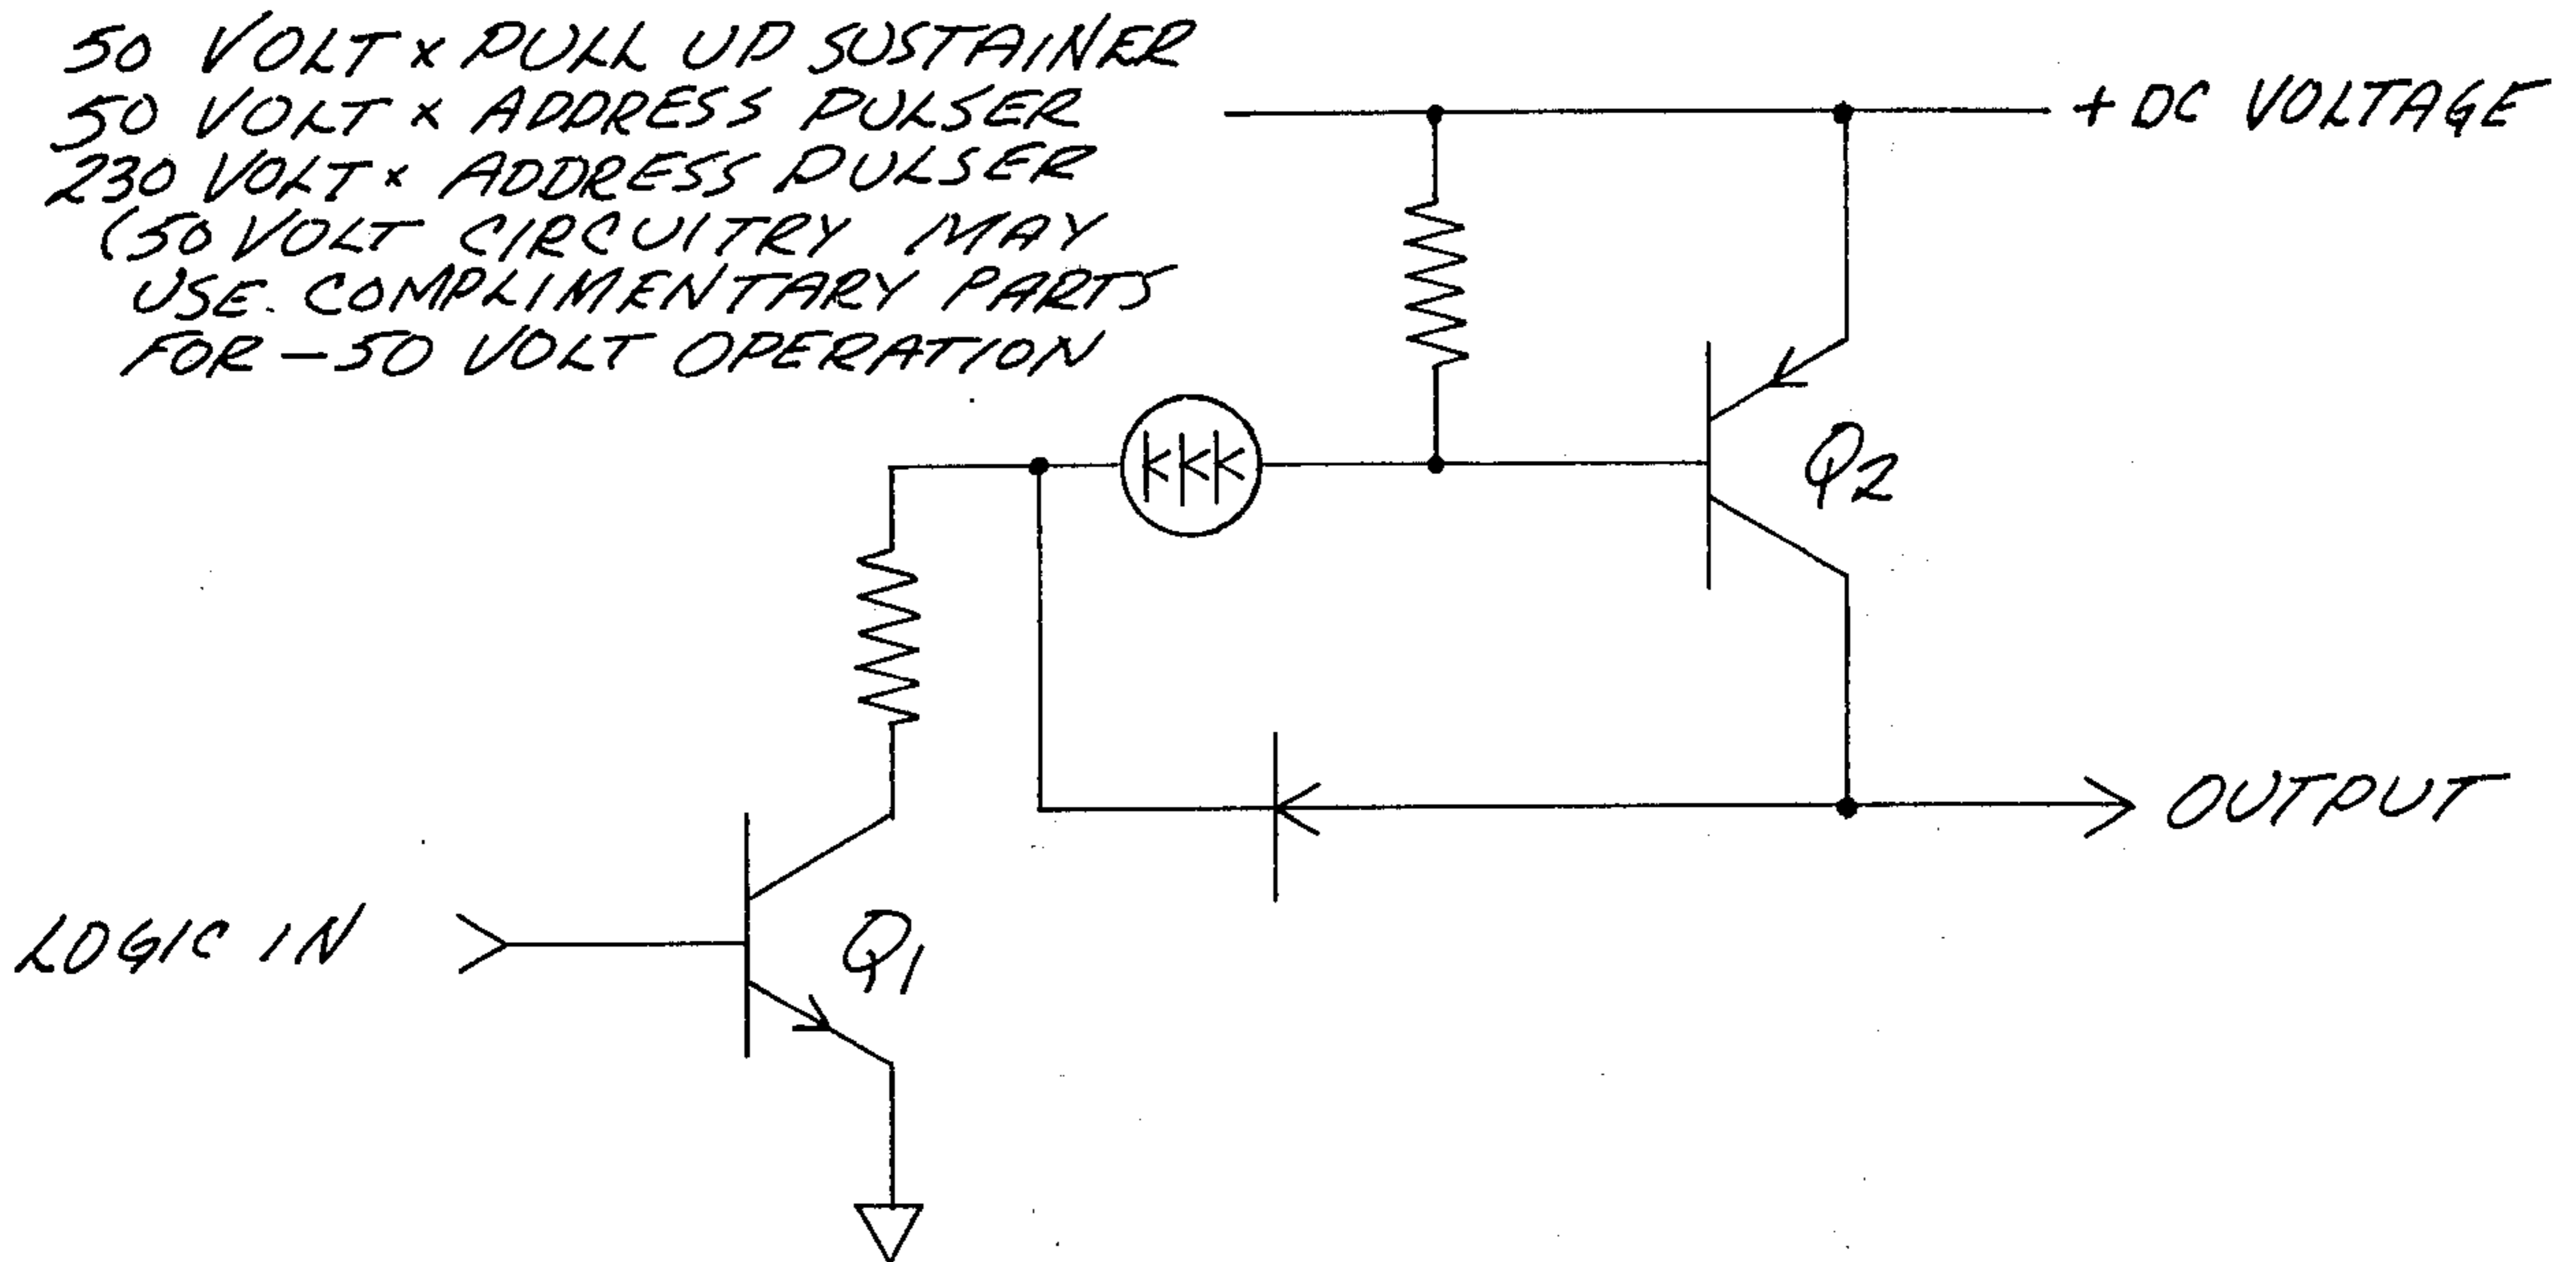 50 VOLT x PULL UP SUSTAINER
50 VOLT x ADDRESS PULSER
230 VOLT x ADDRESS PULSER
(50 VOLT CIRCUITRY MAY
USE COMPLIMENTARY PARTS
FOR -50 VOLT OPERATION
+ DC VOLTAGE
Q2
OUTPUT
LOGIC IN
Q1